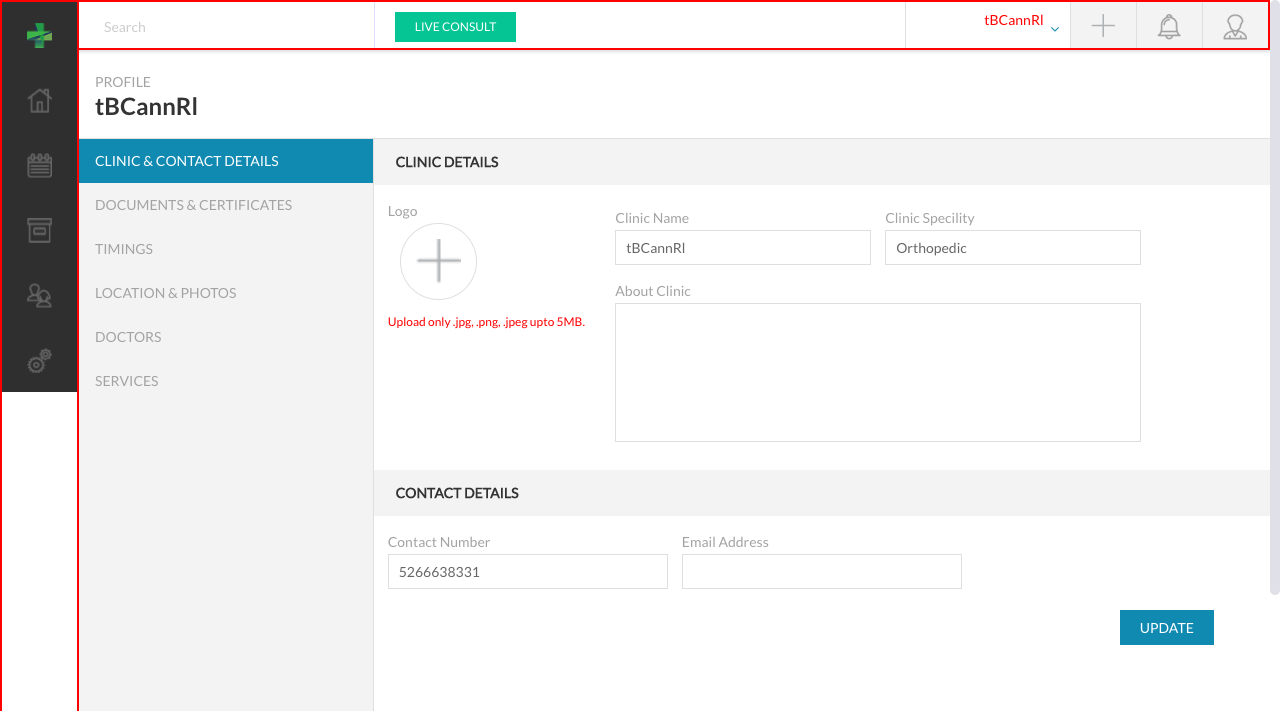 Search
LIVE CONSULT
tBCannRl
PROFILE
tBCannRl
CLINIC & CONTACT DETAILS
DOCUMENTS & CERTIFICATES
TIMINGS
LOCATION & PHOTOS
DOCTORS
SERVICES
CLINIC DETAILS
Logo
Upload only .jpg, .png, .jpeg upto 5MB.
Clinic Name
tBCannRl
Clinic Specility
Orthopedic
About Clinic
CONTACT DETAILS
Contact Number
5266638331
Email Address
UPDATE